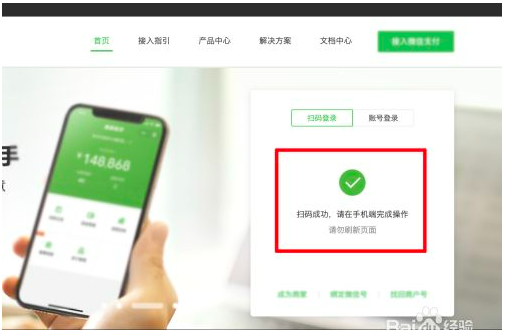 首页 接入指引 产品中心 解决方案 文档中心 接入微信支付
扫码登录 账号登录
手
¥148,868
扫码成功，请在手机端完成操作
请勿刷新页面
成为商家 绑定微信号 找回商户号
Baidu经验